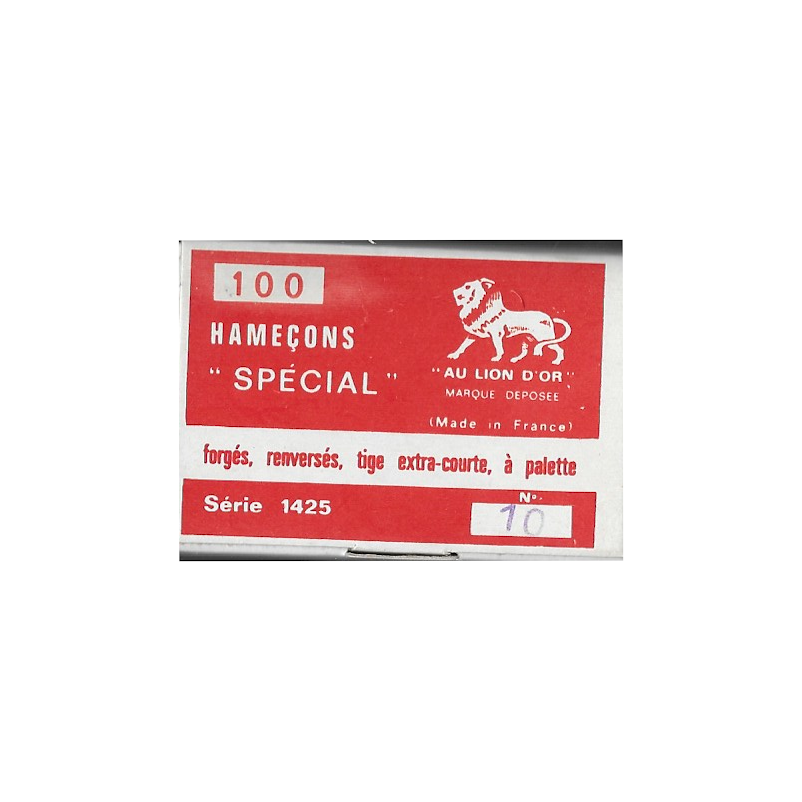 100
HAMEÇONS
" SPÉCIAL "
" AU LION D'OR "
MARQUE DEPOSEE
(Made in France)
forgés, renversés, tige extra-courte, à palette
Série 1425
No.
10